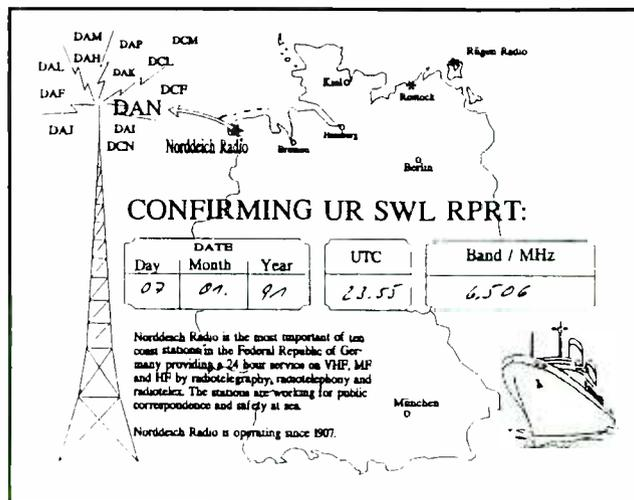 DAM
DAP
DCM
DAL
DAH
DCL
DAK
DAF
DCF
DAN
DAJ
DAI
DCN
Norddeich Radio
Kiel
Rügen Radio
Rostock
Bremen
Hamburg
Berlin
CONFIRMING UR SWL RPRT:
DATE
Day Month Year
07 01. 91
UTC
23.55
Band / MHz
6.506
Norddeich Radio is the most important of ten
coast stations in the Federal Republic of Ger-
many providing a 24 hour service on VHF, MF
and HF by radiotelegraphy, radiotelephony and
radiotelex. The stations are working for public
correspondence and safety at sea.
Norddeich Radio is operating since 1907.
München